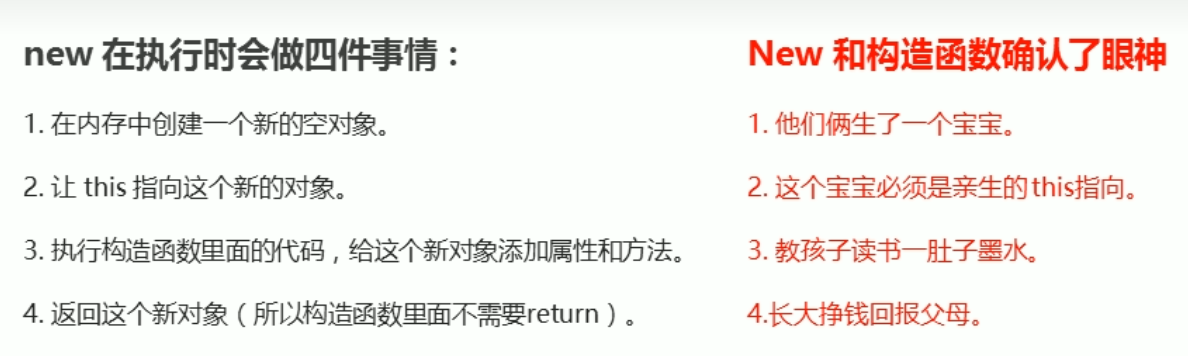 new 在执行时会做四件事情：
1. 在内存中创建一个新的空对象。
2. 让 this 指向这个新的对象。
3. 执行构造函数里面的代码，给这个新对象添加属性和方法。
4. 返回这个新对象（所以构造函数里面不需要return）。
New 和构造函数确认了眼神
1. 他们俩生了一个宝宝。
2. 这个宝宝必须是亲生的this指向。
3. 教孩子读书一肚子墨水。
4.长大挣钱回报父母。